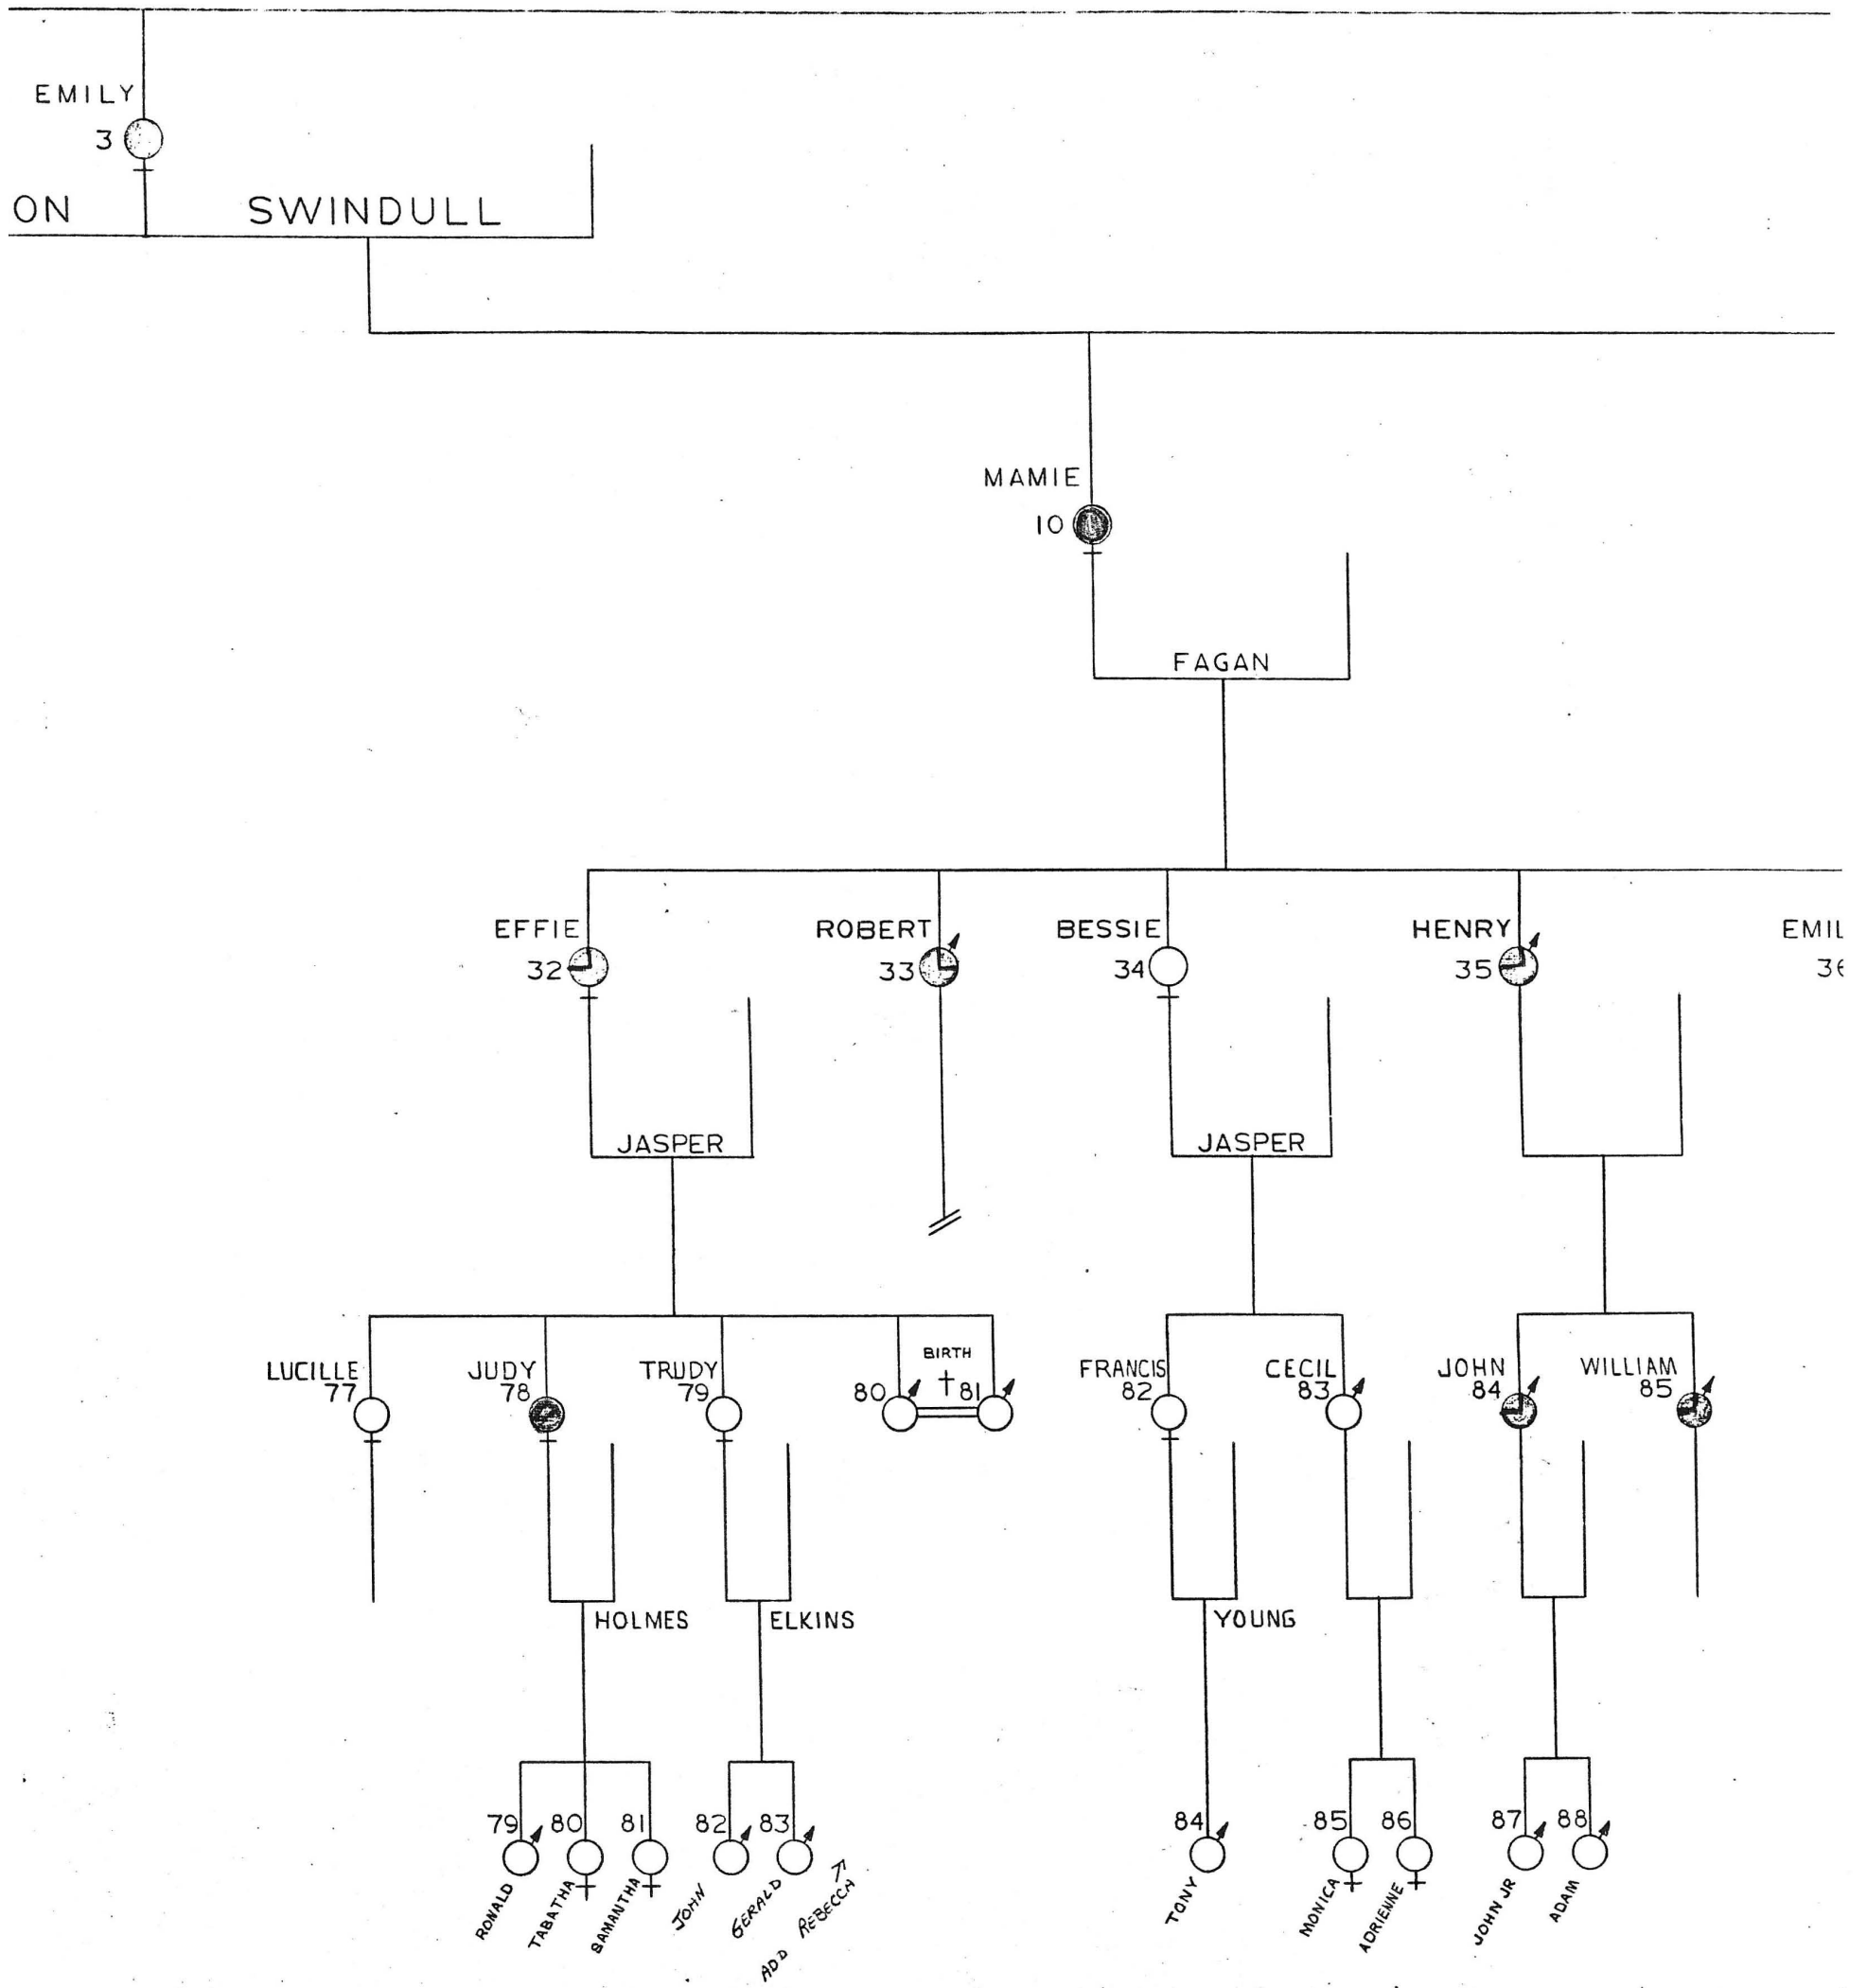 EMILY
3
ON SWINDULL
MAMIE
10
FAGAN
EFFIE ROBERT BESSIE HENRY EMIL
32 33 34 35 36
JASPER JASPER
BIRTH
LUCILLE JUDY TRUDY FRANCIS CECIL JOHN WILLIAM
77 78 79 80 † 81 82 83 84 85
HOLMES ELKINS YOUNG
79 80 81 82 83 84 85 86 87 88
RONALD TABATHA SAMANTHA JOHN GERALD ADD REBECCA TONY MONICA ADRIENNE JOHN JR ADAM